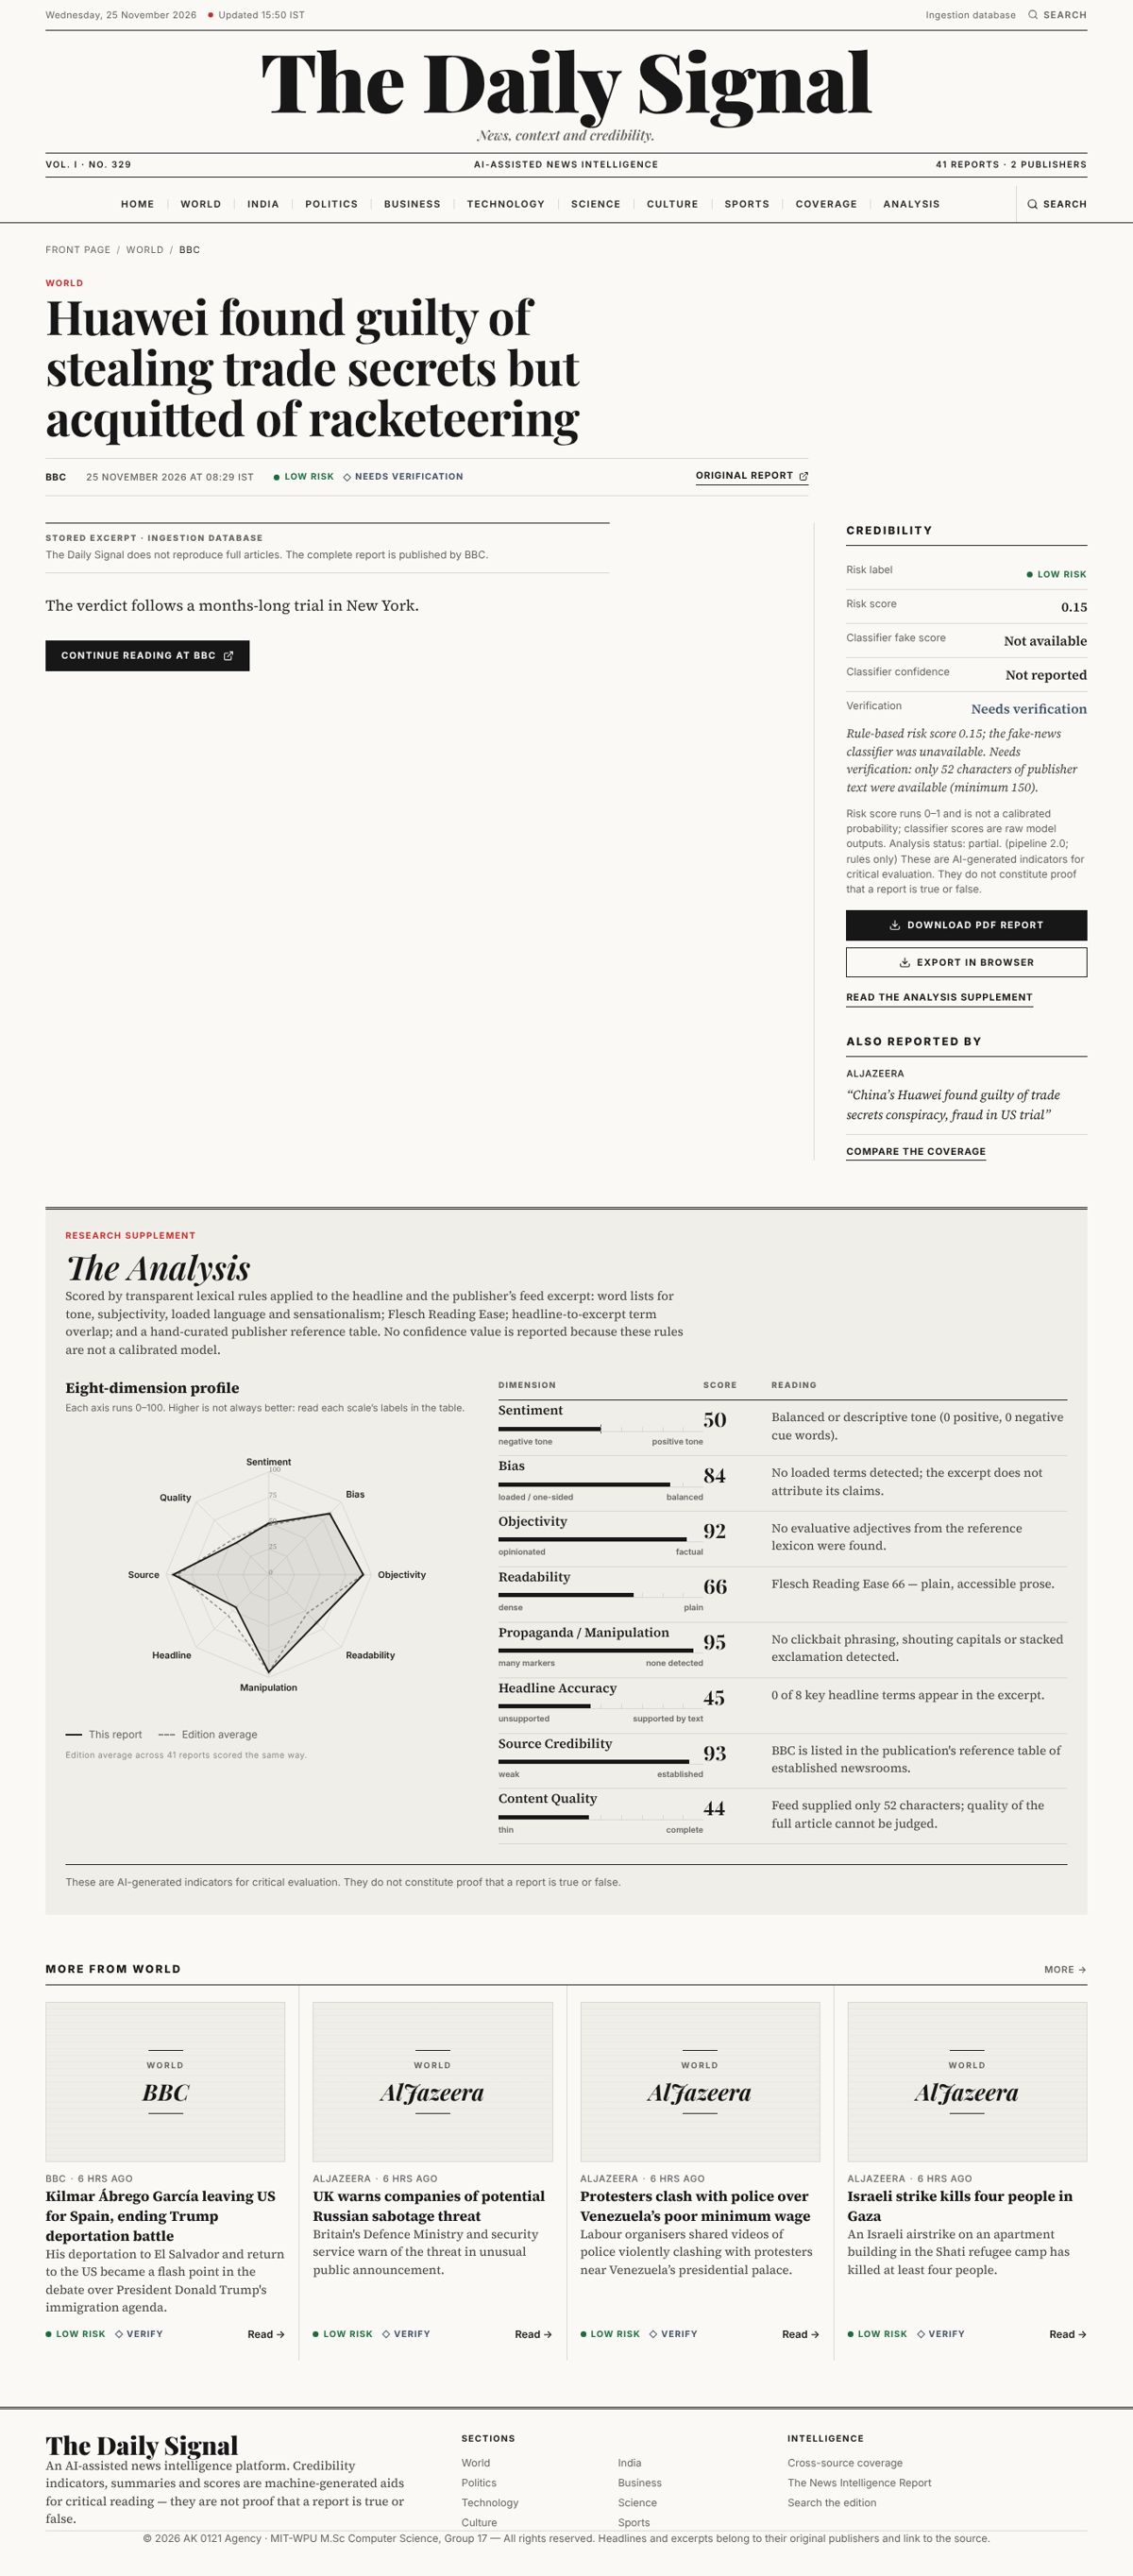 Wednesday, 25 November 2026 Updated 15:50 IST
Ingestion database SEARCH
The Daily Signal
News, context and credibility.
VOL. I · NO. 329
AI-ASSISTED NEWS INTELLIGENCE
41 REPORTS · 2 PUBLISHERS
HOME WORLD INDIA POLITICS BUSINESS TECHNOLOGY SCIENCE CULTURE SPORTS COVERAGE ANALYSIS SEARCH
FRONT PAGE / WORLD / BBC
WORLD
Huawei found guilty of
stealing trade secrets but
acquitted of racketeering
BBC 25 NOVEMBER 2026 AT 08:29 IST LOW RISK NEEDS VERIFICATION ORIGINAL REPORT
STORED EXCERPT · INGESTION DATABASE
The Daily Signal does not reproduce full articles. The complete report is published by BBC.
The verdict follows a months-long trial in New York.
CONTINUE READING AT BBC
CREDIBILITY
Risk label LOW RISK
Risk score 0.15
Classifier fake score Not available
Classifier confidence Not reported
Verification Needs verification
Rule-based risk score 0.15; the fake-news
classifier was unavailable. Needs
verification: only 52 characters of publisher
text were available (minimum 150).
Risk score runs 0–1 and is not a calibrated
probability; classifier scores are raw model
outputs. Analysis status: partial. (pipeline 2.0;
rules only) These are AI-generated indicators for
critical evaluation. They do not constitute proof
that a report is true or false.
DOWNLOAD PDF REPORT
EXPORT IN BROWSER
READ THE ANALYSIS SUPPLEMENT
ALSO REPORTED BY
ALJAZEERA
“China’s Huawei found guilty of trade
secrets conspiracy, fraud in US trial”
COMPARE THE COVERAGE
RESEARCH SUPPLEMENT
The Analysis
Scored by transparent lexical rules applied to the headline and the publisher’s feed excerpt: word lists for
tone, subjectivity, loaded language and sensationalism; Flesch Reading Ease; headline-to-excerpt term
overlap; and a hand-curated publisher reference table. No confidence value is reported because these rules
are not a calibrated model.
Eight-dimension profile
Each axis runs 0–100. Higher is not always better: read each scale’s labels in the table.
Sentiment
100
Quality
75
Bias
50
25
Source
0
Objectivity
Headline
Readability
Manipulation
This report Edition average
Edition average across 41 reports scored the same way.
DIMENSION SCORE READING
Sentiment 50 Balanced or descriptive tone (0 positive, 0 negative
cue words).
negative tone positive tone
Bias 84 No loaded terms detected; the excerpt does not
attribute its claims.
loaded / one-sided balanced
Objectivity 92 No evaluative adjectives from the reference
lexicon were found.
opinionated factual
Readability 66 Flesch Reading Ease 66 — plain, accessible prose.
dense plain
Propaganda / Manipulation 95 No clickbait phrasing, shouting capitals or stacked
exclamation detected.
many markers none detected
Headline Accuracy 45 0 of 8 key headline terms appear in the excerpt.
unsupported supported by text
Source Credibility 93 BBC is listed in the publication's reference table of
established newsrooms.
weak established
Content Quality 44 Feed supplied only 52 characters; quality of the
full article cannot be judged.
thin complete
These are AI-generated indicators for critical evaluation. They do not constitute proof that a report is true or false.
MORE FROM WORLD
MORE →
WORLD
BBC
BBC · 6 HRS AGO
Kilmar Ábrego García leaving US
for Spain, ending Trump
deportation battle
His deportation to El Salvador and return
to the US became a flash point in the
debate over President Donald Trump's
immigration agenda.
LOW RISK VERIFY Read →
WORLD
AlJazeera
ALJAZEERA · 6 HRS AGO
UK warns companies of potential
Russian sabotage threat
Britain's Defence Ministry and security
service warn of the threat in unusual
public announcement.
LOW RISK VERIFY Read →
WORLD
AlJazeera
ALJAZEERA · 6 HRS AGO
Protesters clash with police over
Venezuela’s poor minimum wage
Labour organisers shared videos of
police violently clashing with protesters
near Venezuela’s presidential palace.
LOW RISK VERIFY Read →
WORLD
AlJazeera
ALJAZEERA · 6 HRS AGO
Israeli strike kills four people in
Gaza
An Israeli airstrike on an apartment
building in the Shati refugee camp has
killed at least four people.
LOW RISK VERIFY Read →
The Daily Signal
An AI-assisted news intelligence platform. Credibility
indicators, summaries and scores are machine-generated aids
for critical reading — they are not proof that a report is true or
false.
SECTIONS
World India
Politics Business
Technology Science
Culture Sports
INTELLIGENCE
Cross-source coverage
The News Intelligence Report
Search the edition
© 2026 AK 0121 Agency · MIT-WPU M.Sc Computer Science, Group 17 — All rights reserved. Headlines and excerpts belong to their original publishers and link to the source.